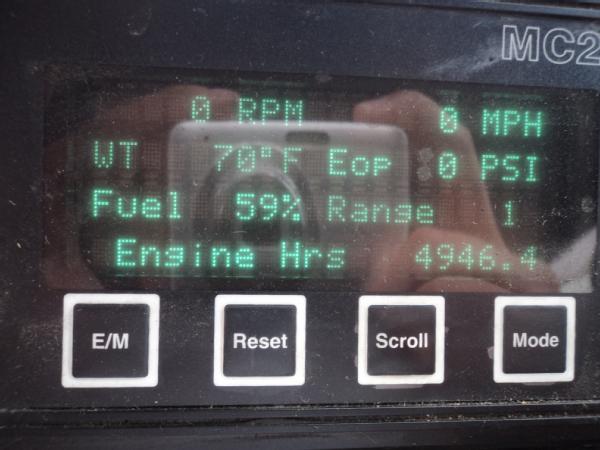 MC2
0 RPM 0 MPH
WT 70°F Eop 0 PSI
Fuel 59% Range 1
Engine Hrs 4946.4
E/M Reset Scroll Mode